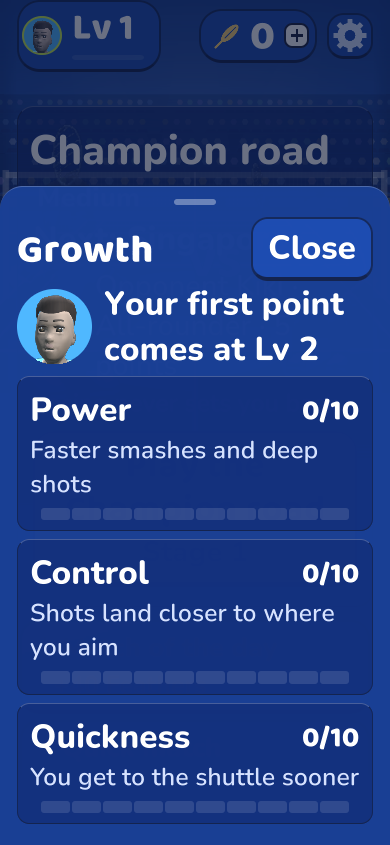 Lv 1
0
Champion road
Growth
Close
Your first point
comes at Lv 2
Power
0/10
Faster smashes and deep
shots
Control
0/10
Shots land closer to where
you aim
Quickness
0/10
You get to the shuttle sooner